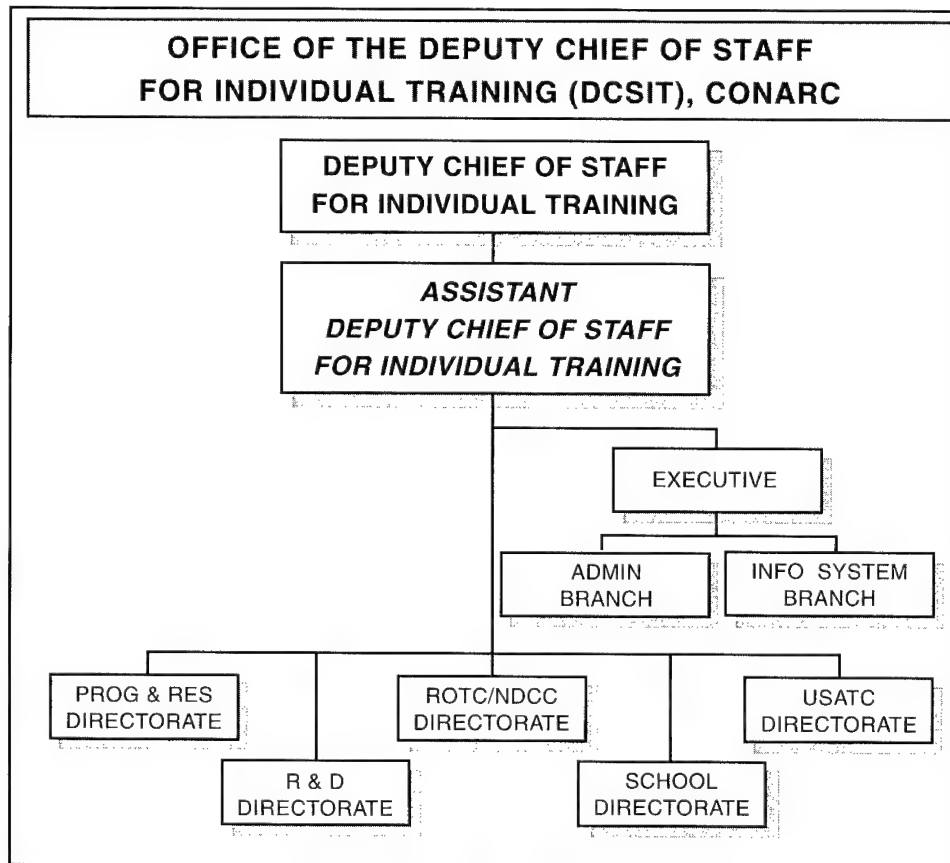 OFFICE OF THE DEPUTY CHIEF OF STAFF
FOR INDIVIDUAL TRAINING (DCSIT), CONARC
DEPUTY CHIEF OF STAFF
FOR INDIVIDUAL TRAINING
ASSISTANT
DEPUTY CHIEF OF STAFF
FOR INDIVIDUAL TRAINING
EXECUTIVE
ADMIN
BRANCH
INFO SYSTEM
BRANCH
PROG & RES
DIRECTORATE
ROTC/NDCC
DIRECTORATE
USATC
DIRECTORATE
R & D
DIRECTORATE
SCHOOL
DIRECTORATE